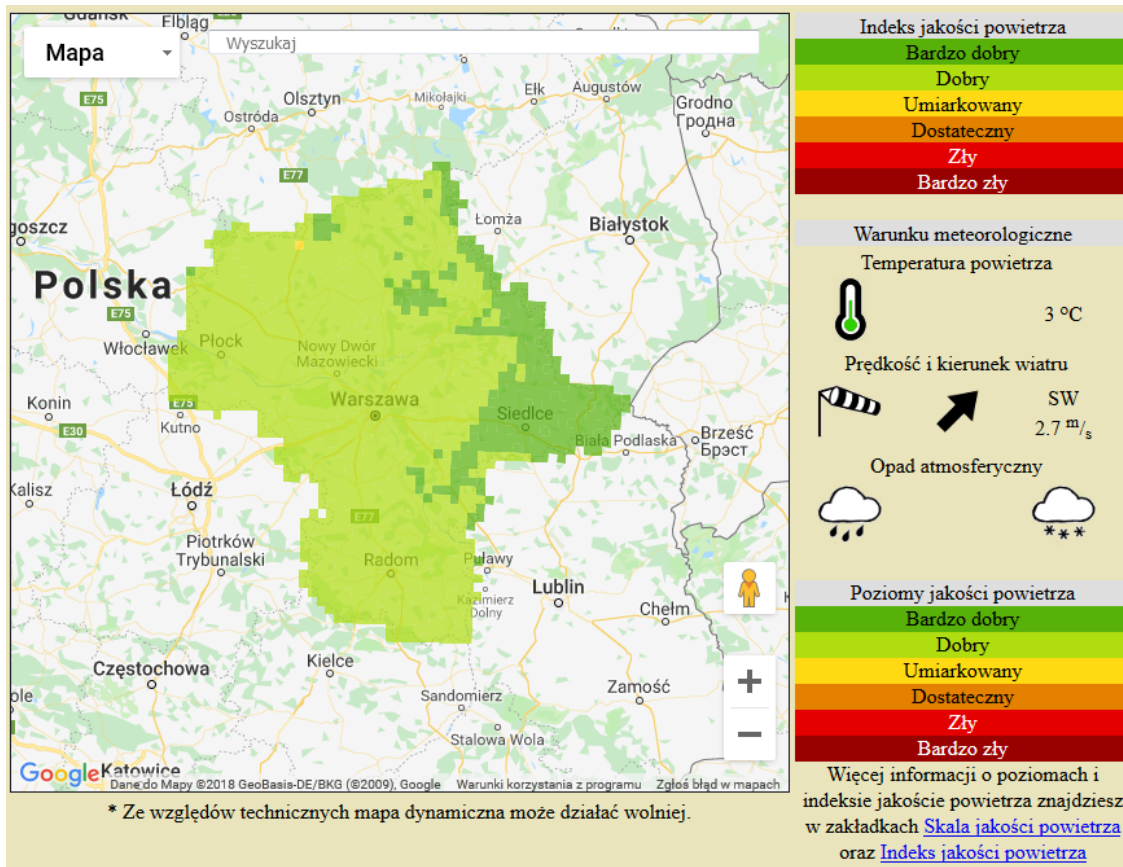 Gdańsk
Elbląg
Mapa
Wyszukaj
E75
Olsztyn
Mikołajki
Ełk
Augustów
Ostróda
Grodno
Гродна
E77
Łomża
Białystok
goszcz
Polska
E75
Włocławek
Płock
Nowy Dwór
Mazowiecki
Warszawa
Konin
E75
Kutno
Siedlce
E30
Biała Podlaska
Brześć
Брэст
Kalisz
Łódź
E77
Piotrków
Trybunalski
Radom
Puławy
Kazimierz
Dolny
Lublin
Chełm
Częstochowa
Kielce
ole
Sandomierz
Zamość
Stalowa Wola
Google
Katowice
Dane do Mapy ©2018 GeoBasis-DE/BKG (©2009), Google Warunki korzystania z programu Zgłoś błąd w mapach
* Ze względów technicznych mapa dynamiczna może działać wolniej.
Indeks jakości powietrza
Bardzo dobry
Dobry
Umiarkowany
Dostateczny
Zły
Bardzo zły
Warunku meteorologiczne
Temperatura powietrza
3 °C
Prędkość i kierunek wiatru
SW
2.7 m/s
Opad atmosferyczny
Poziomy jakości powietrza
Bardzo dobry
Dobry
Umiarkowany
Dostateczny
Zły
Bardzo zły
Więcej informacji o poziomach i
indeksie jakoście powietrza znajdziesz
w zakładkach Skala jakości powietrza
oraz Indeks jakości powietrza